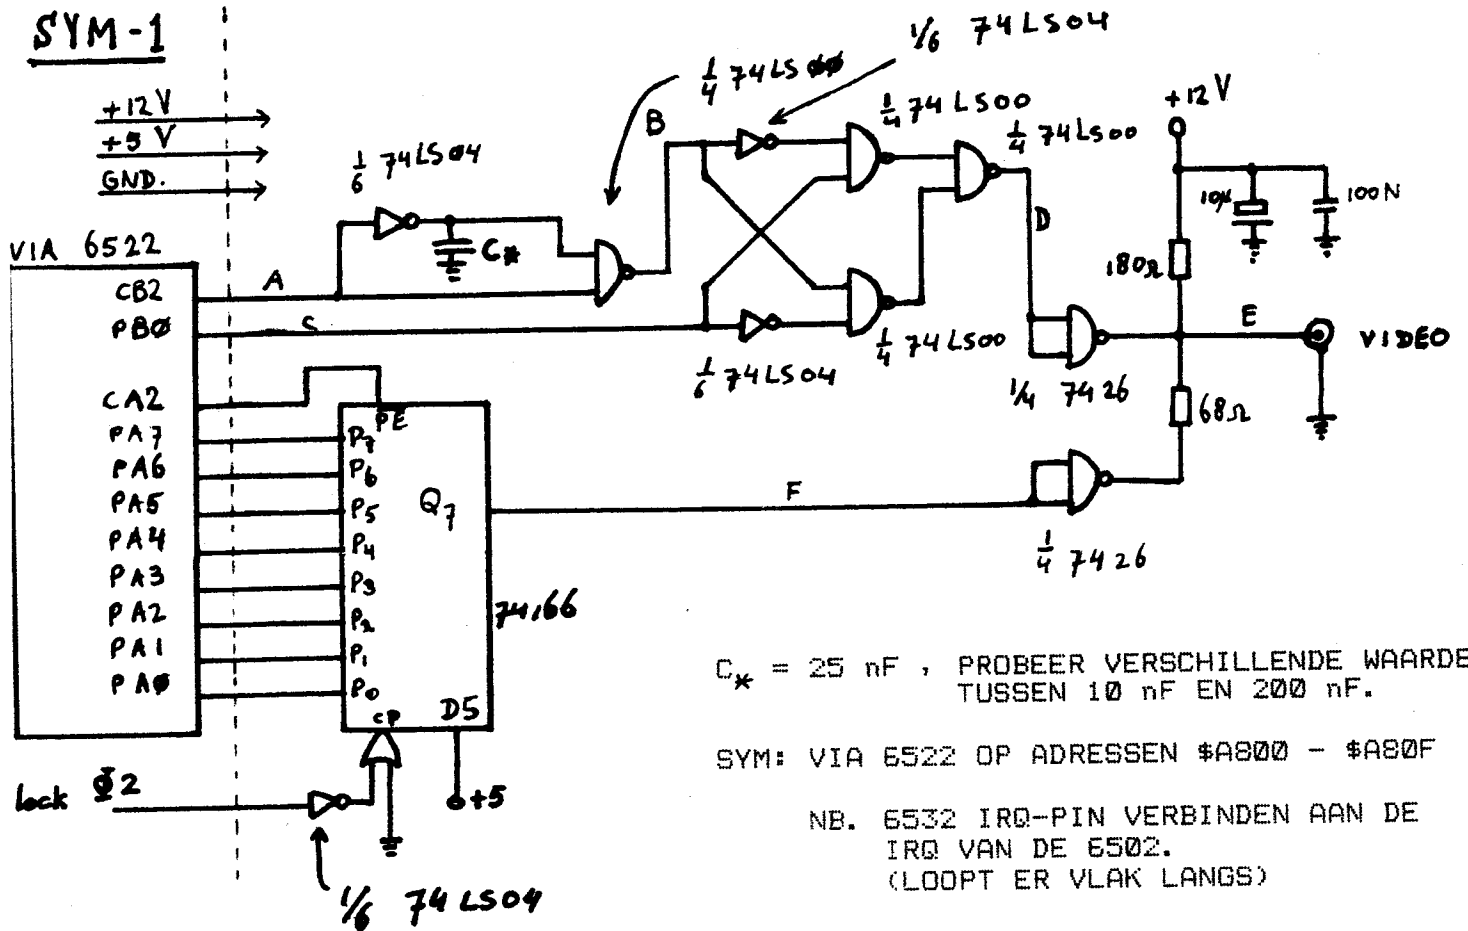 SYM-1
+12V
+5 V
GND.
VIA 6522
CB2
PBØ
CA2
PA7
PA6
PA5
PA4
PA3
PA2
PA1
PAØ
A
S
1/6 74LS04
C*
1/4 74LSØØ
B
1/6 74LS04
1/4 74LS00
1/4 74LS00
1/4 74LS00
1/6 74LS04
D
+12V
10µ
100N
180Ω
E
VIDEO
1/4 7426
68Ω
F
1/4 7426
PE
P7
P6
P5
P4
P3
P2
P1
P0
Q7
CP
D5
74166
+5
lock Φ2
1/6 74LS04
C* = 25 nF , PROBEER VERSCHILLENDE WAARDE
TUSSEN 10 nF EN 200 nF.
SYM: VIA 6522 OP ADRESSEN $A800 - $A80F
NB. 6532 IRQ-PIN VERBINDEN AAN DE
IRQ VAN DE 6502.
(LOOPT ER VLAK LANGS)